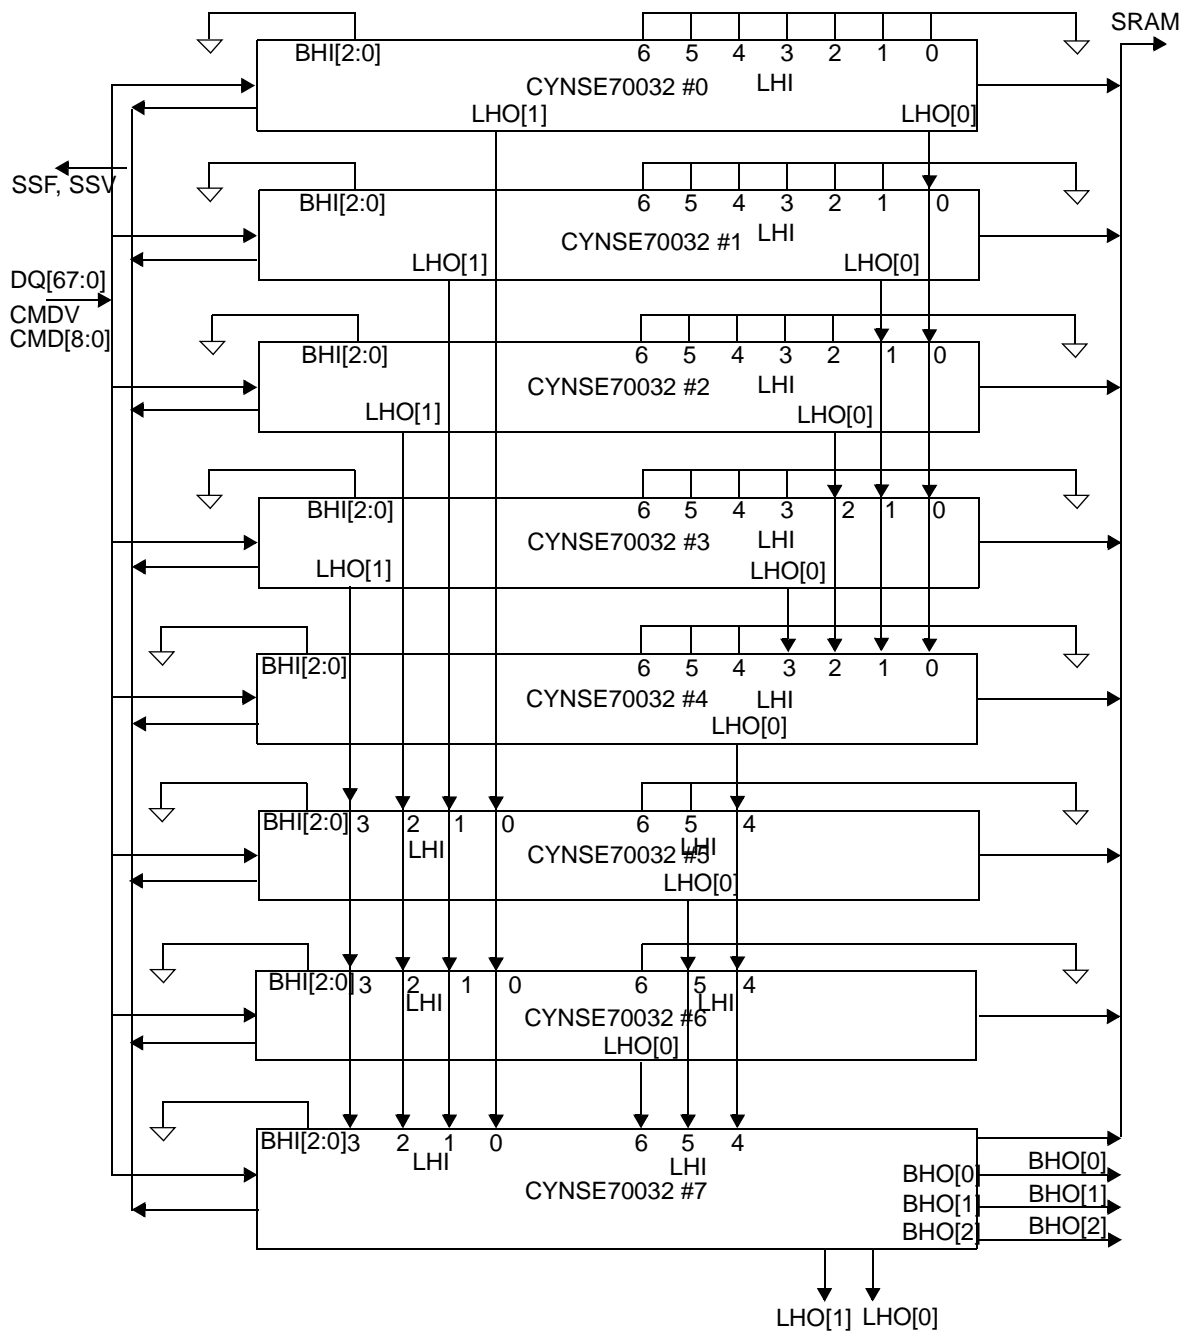 SRAM
BHI[2:0] 6 5 4 3 2 1 0
CYNSE70032 #0 LHI
LHO[1] LHO[0]
SSF, SSV
BHI[2:0] 6 5 4 3 2 1 0
CYNSE70032 #1 LHI
LHO[1] LHO[0]
DQ[67:0]
CMDV
CMD[8:0]
BHI[2:0] 6 5 4 3 2 1 0
CYNSE70032 #2 LHI
LHO[1] LHO[0]
BHI[2:0] 6 5 4 3 2 1 0
CYNSE70032 #3 LHI
LHO[1] LHO[0]
BHI[2:0] 6 5 4 3 2 1 0
CYNSE70032 #4 LHI
LHO[0]
BHI[2:0] 3 2 1 0 6 5 4
LHI CYNSE70032 #5 LHI
LHO[0]
BHI[2:0] 3 2 1 0 6 5 4
LHI LHI
CYNSE70032 #6
LHO[0]
BHI[2:0] 3 2 1 0 6 5 4
LHI LHI
CYNSE70032 #7
BHO[0] BHO[0]
BHO[1] BHO[1]
BHO[2] BHO[2]
LHO[1] LHO[0]